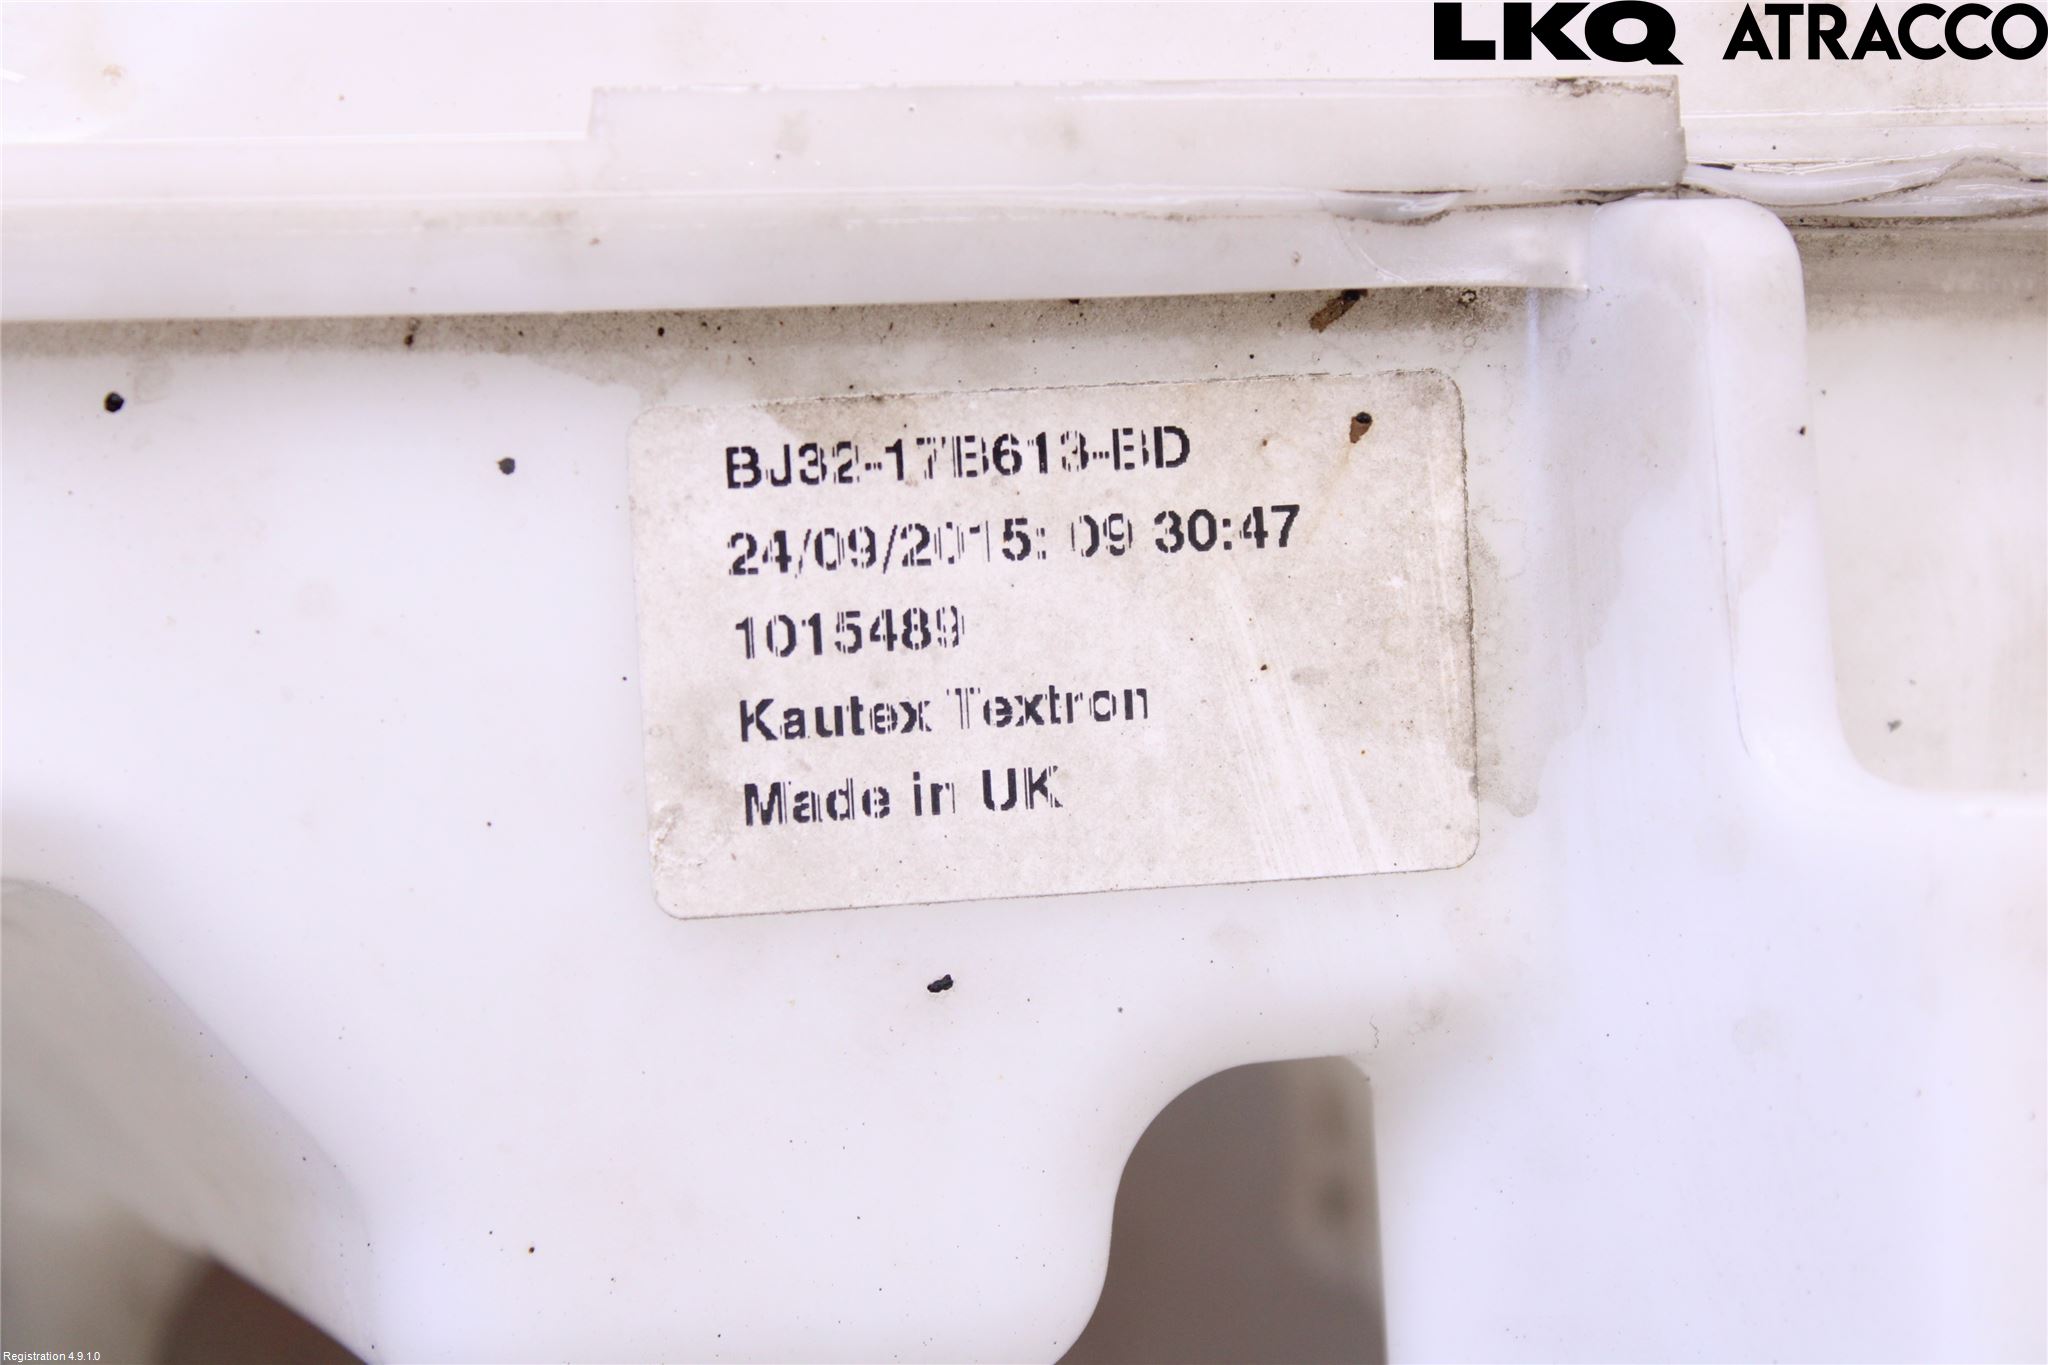 LKQ ATRACCO
BJ32-17B613-BD
24/09/2015: 09 30:47
1015489
Kautex Textron
Made in UK
Registration 4.9.1.0